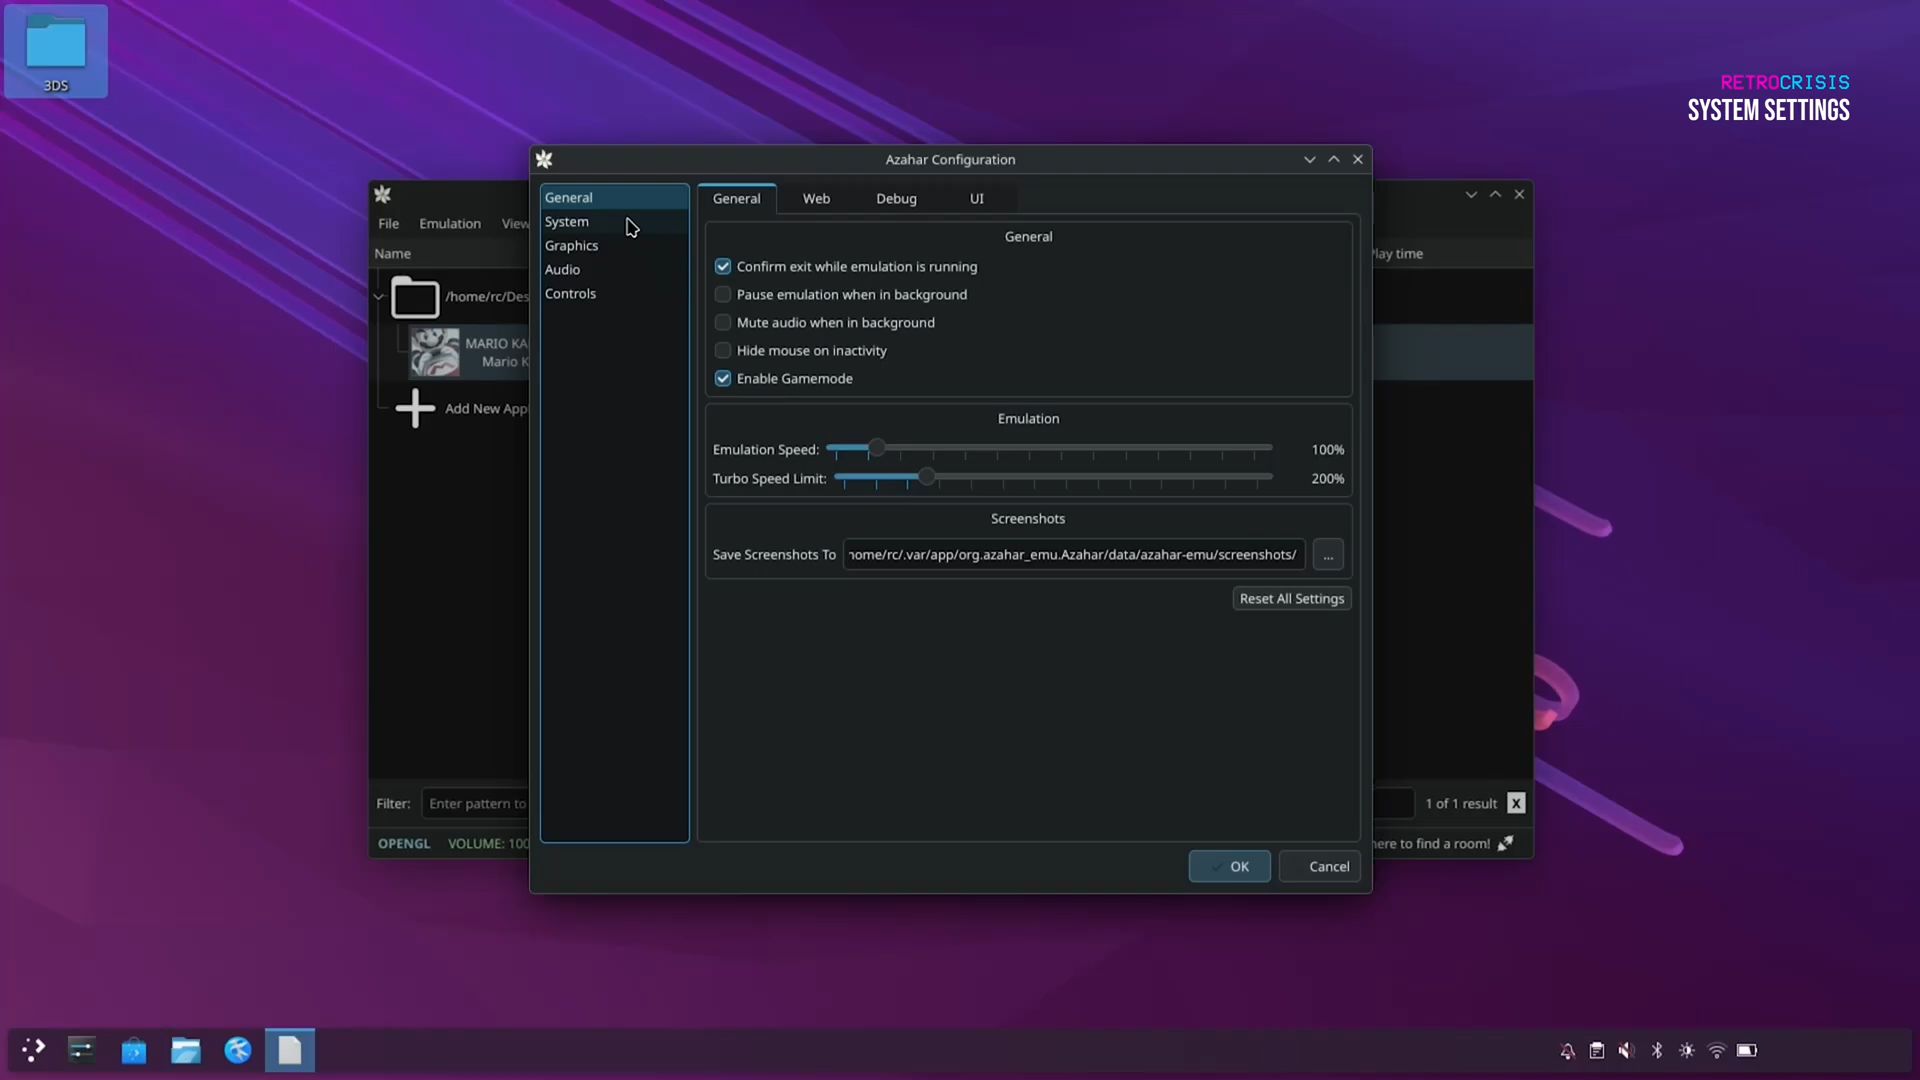 3DS
RETROCRISIS
SYSTEM SETTINGS
Azahar Configuration
File Emulation View
Name
Play time
/home/rc/Des
MARIO KA
Mario K
Add New Appl
General
System
Graphics
Audio
Controls
General Web Debug UI
General
Confirm exit while emulation is running
Pause emulation when in background
Mute audio when in background
Hide mouse on inactivity
Enable Gamemode
Emulation
Emulation Speed: 100%
Turbo Speed Limit: 200%
Screenshots
Save Screenshots To home/rc/.var/app/org.azahar_emu.Azahar/data/azahar-emu/screenshots/ ...
Reset All Settings
Filter: Enter pattern to
1 of 1 result X
OPENGL VOLUME: 100
here to find a room!
OK Cancel